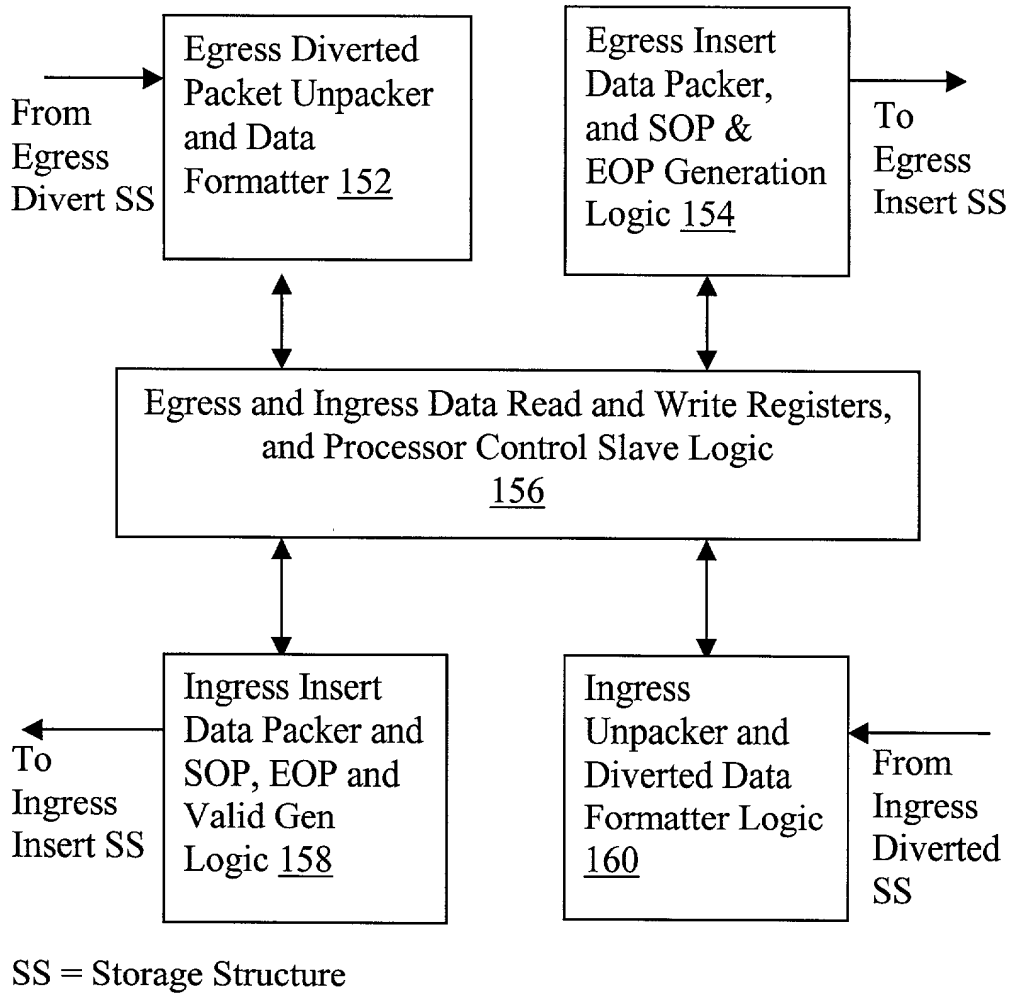 Egress Diverted
Packet Unpacker
and Data
Formatter 152
From
Egress
Divert SS
Egress Insert
Data Packer,
and SOP &
EOP Generation
Logic 154
To
Egress
Insert SS
Egress and Ingress Data Read and Write Registers,
and Processor Control Slave Logic
156
Ingress Insert
Data Packer and
SOP, EOP and
Valid Gen
Logic 158
To
Ingress
Insert SS
Ingress
Unpacker and
Diverted Data
Formatter Logic
160
From
Ingress
Diverted
SS
SS = Storage Structure